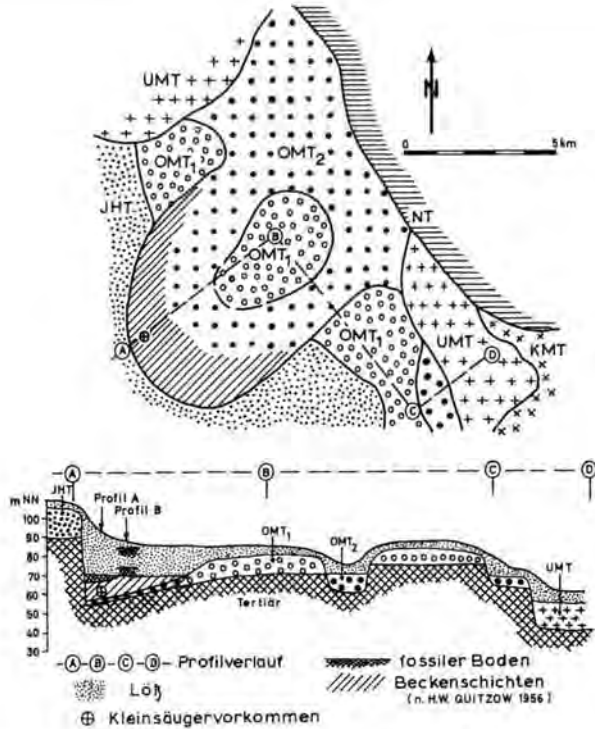 UMT
N
0 5km
OMT1
OMT2
JHT
NT
B
OMT1
OMT1
UMT
KMT
A
D
C
A B C D
m NN
JHT
Profil A
Profil B
OMT1
OMT2
UMT
100
90
80
70
60
50
40
30
Tertiär
-A-B-C-D- Profilverlauf
fossiler Boden
Löß
Beckenschichten
(n. H.W. QUITZOW 1956)
Kleinsäugervorkommen